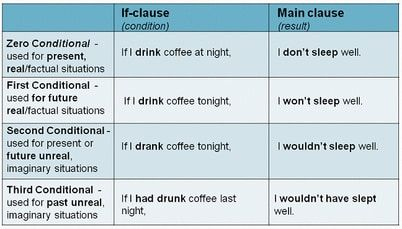 If-clause
(condition)
Main clause
(result)
Zero Conditional -
used for present,
real/factual situations
If I drink coffee at night,
I don't sleep well.
First Conditional -
used for future
real/factual situations
If I drink coffee tonight,
I won't sleep well.
Second Conditional -
used for present or
future unreal,
imaginary situations
If I drank coffee tonight,
I wouldn't sleep well.
Third Conditional -
used for past unreal,
imaginary situations
If I had drunk coffee last
night,
I wouldn't have slept
well.